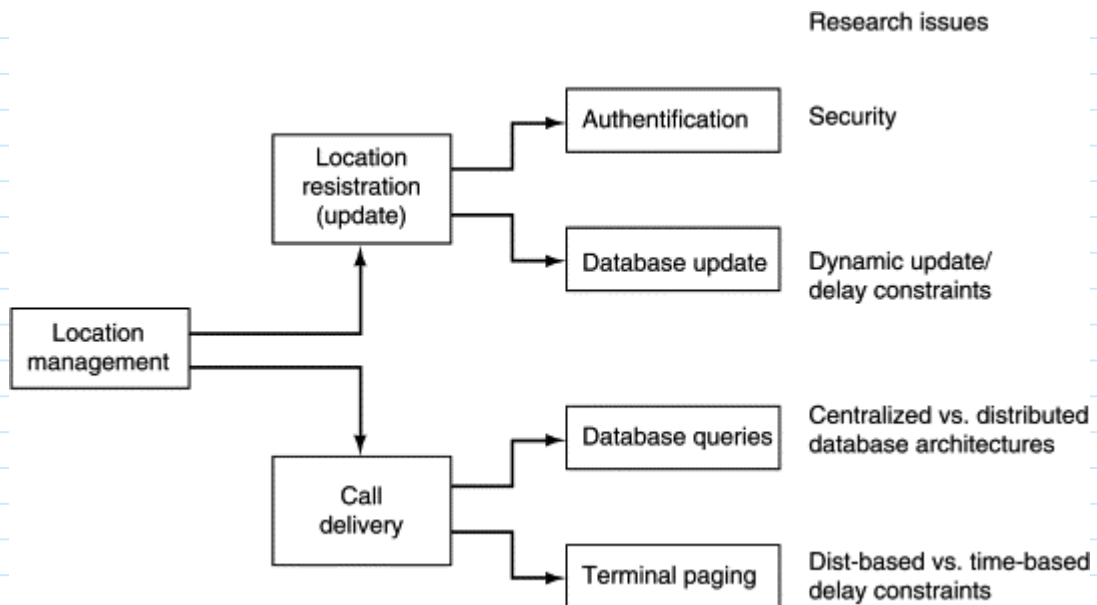 Research issues
Authentification
Security
Location
resistration
(update)
Database update
Dynamic update/
delay constraints
Location
management
Database queries
Centralized vs. distributed
database architectures
Call
delivery
Terminal paging
Dist-based vs. time-based
delay constraints